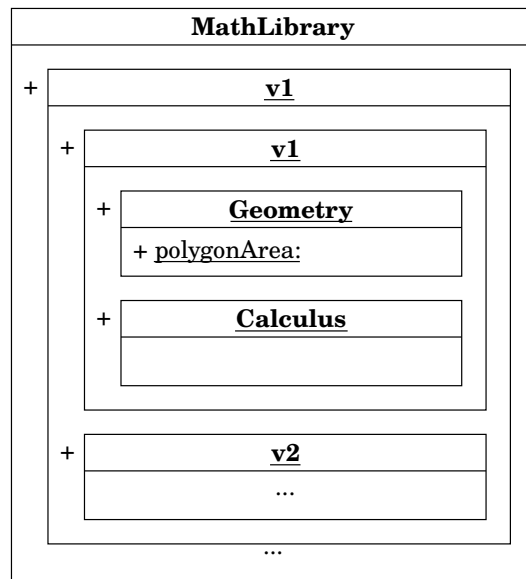 MathLibrary
+ v1
+ v1
+ Geometry
+ polygonArea:
+ Calculus
+ v2
...
...